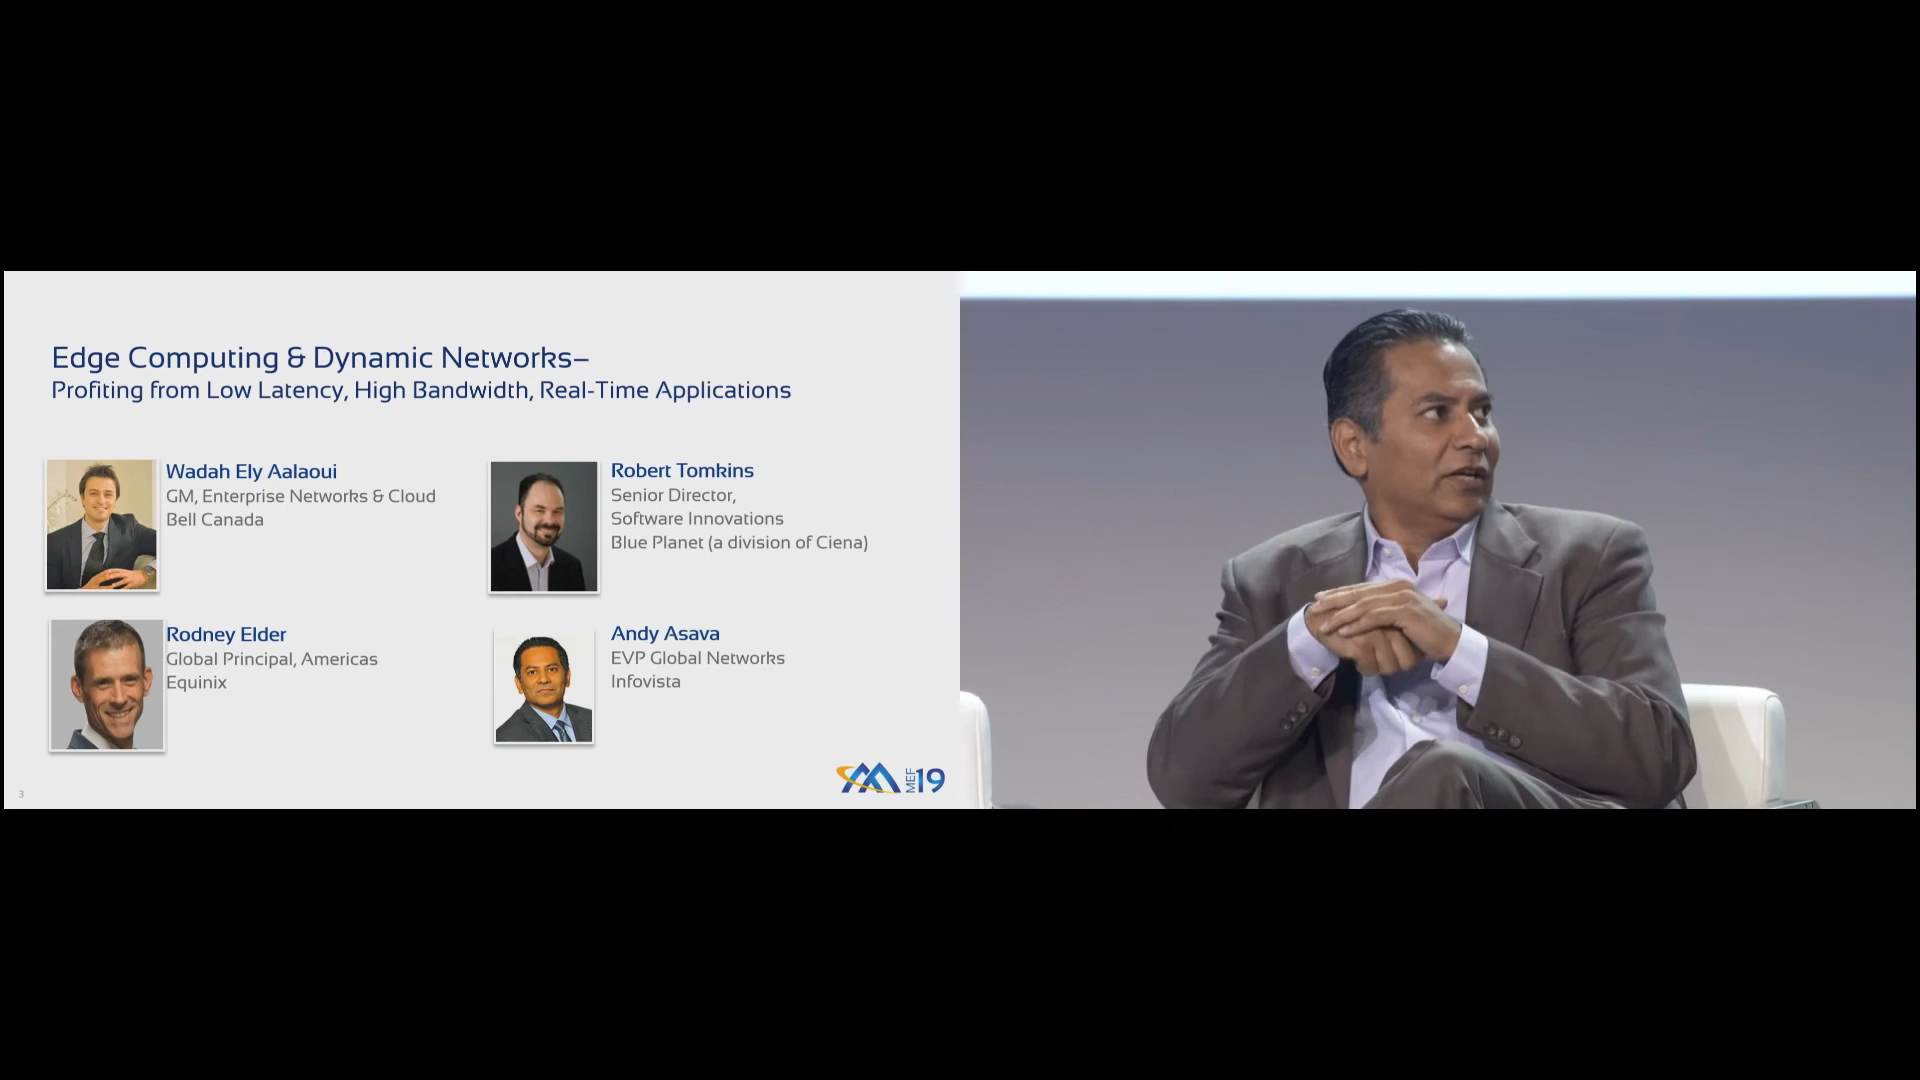 Edge Computing & Dynamic Networks–
Profiting from Low Latency, High Bandwidth, Real-Time Applications
Wadah Ely Aalaoui
GM, Enterprise Networks & Cloud
Bell Canada
Robert Tomkins
Senior Director,
Software Innovations
Blue Planet (a division of Ciena)
Rodney Elder
Global Principal, Americas
Equinix
Andy Asava
EVP Global Networks
Infovista
MEF 19
3